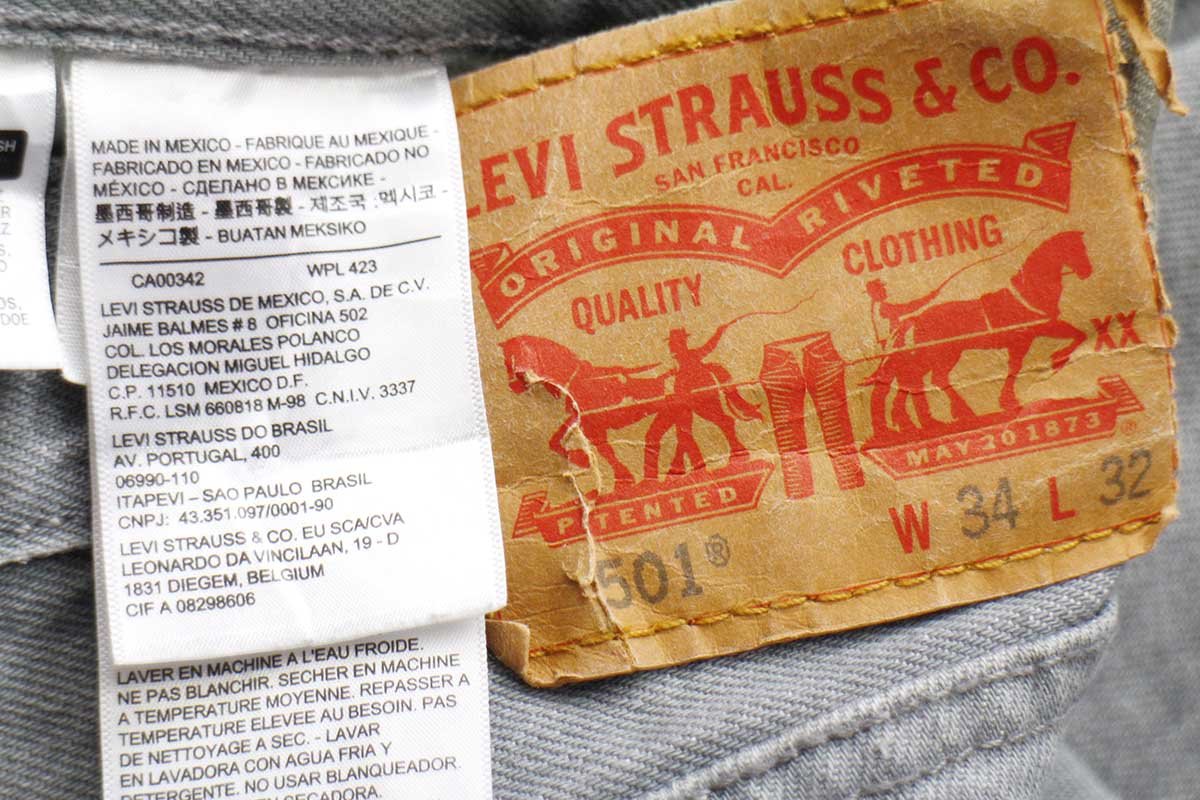 SH
MADE IN MEXICO - FABRIQUE AU MEXIQUE -
FABRICADO EN MEXICO - FABRICADO NO
MÉXICO - СДЕЛАНО В МЕКСИКЕ -
墨西哥制造 - 墨西哥製 - 제조국 :멕시코 -
メキシコ製 - BUATAN MEKSIKO
CA00342 WPL 423
LEVI STRAUSS DE MEXICO, S.A. DE C.V.
JAIME BALMES # 8 OFICINA 502
COL. LOS MORALES POLANCO
DELEGACION MIGUEL HIDALGO
C.P. 11510 MEXICO D.F.
R.F.C. LSM 660818 M-98 C.N.I.V. 3337
LEVI STRAUSS DO BRASIL
AV. PORTUGAL, 400
06990-110
ITAPEVI – SAO PAULO BRASIL
CNPJ: 43.351.097/0001-90
LEVI STRAUSS & CO. EU SCA/CVA
LEONARDO DA VINCILAAN, 19 - D
1831 DIEGEM, BELGIUM
CIF A 08298606
LAVER EN MACHINE A L'EAU FROIDE.
NE PAS BLANCHIR, SECHER EN MACHINE
A TEMPERATURE MOYENNE. REPASSER A
TEMPERATURE ELEVEE AU BESOIN. PAS
DE NETTOYAGE A SEC. - LAVAR
EN LAVADORA CON AGUA FRIA Y
DETERGENTE. NO USAR BLANQUEADOR.
LEVI STRAUSS & CO.
SAN FRANCISCO
CAL.
ORIGINAL RIVETED
QUALITY CLOTHING
XX
PATENTED MAY 20 1873 ®
501® W 34 L 32